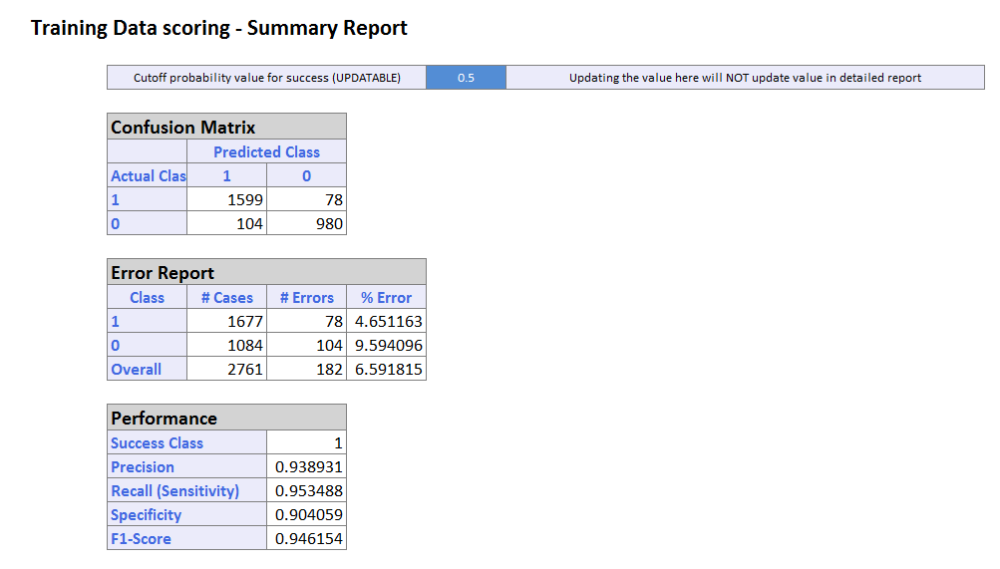 Training Data scoring - Summary Report
Cutoff probability value for success (UPDATABLE) 0.5 Updating the value here will NOT update value in detailed report
Confusion Matrix
Predicted Class
Actual Clas 1 0
1 1599 78
0 104 980
Error Report
Class # Cases # Errors % Error
1 1677 78 4.651163
0 1084 104 9.594096
Overall 2761 182 6.591815
Performance
Success Class 1
Precision 0.938931
Recall (Sensitivity) 0.953488
Specificity 0.904059
F1-Score 0.946154